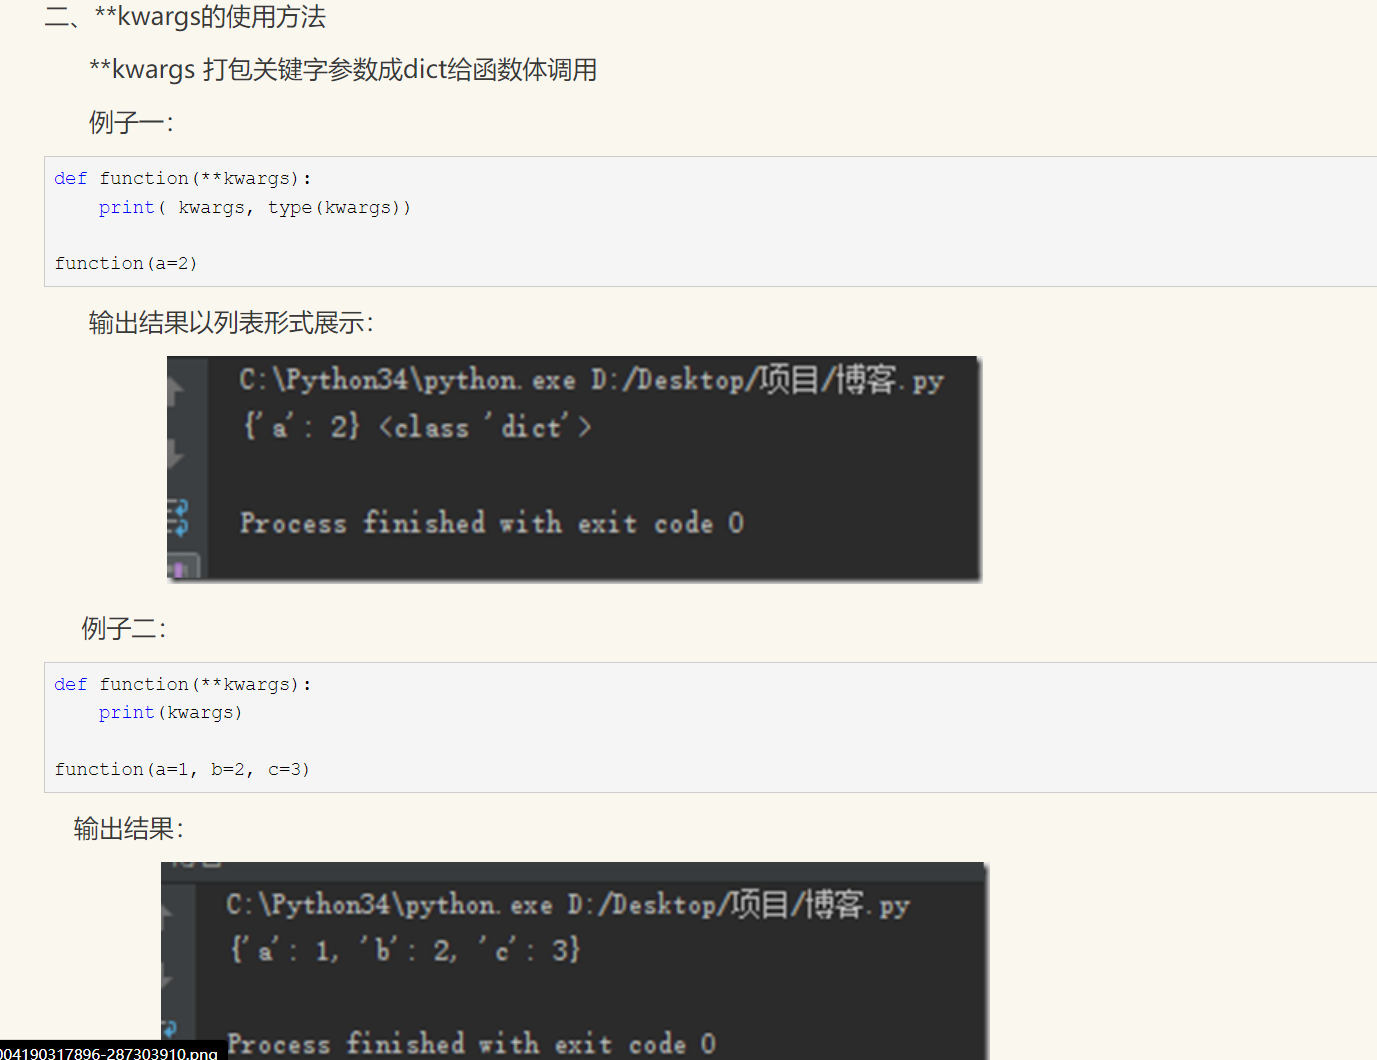 二、**kwargs的使用方法
**kwargs 打包关键字参数成dict给函数体调用
例子一：
def function(**kwargs):
    print( kwargs, type(kwargs))
function(a=2)
输出结果以列表形式展示：
C:\Python34\python.exe D:/Desktop/项目/博客.py
{'a': 2} <class 'dict'>
Process finished with exit code 0
例子二：
def function(**kwargs):
    print(kwargs)
function(a=1, b=2, c=3)
输出结果：
C:\Python34\python.exe D:/Desktop/项目/博客.py
{'a': 1, 'b': 2, 'c': 3}
Process finished with exit code 0
004190317896-287303910.png